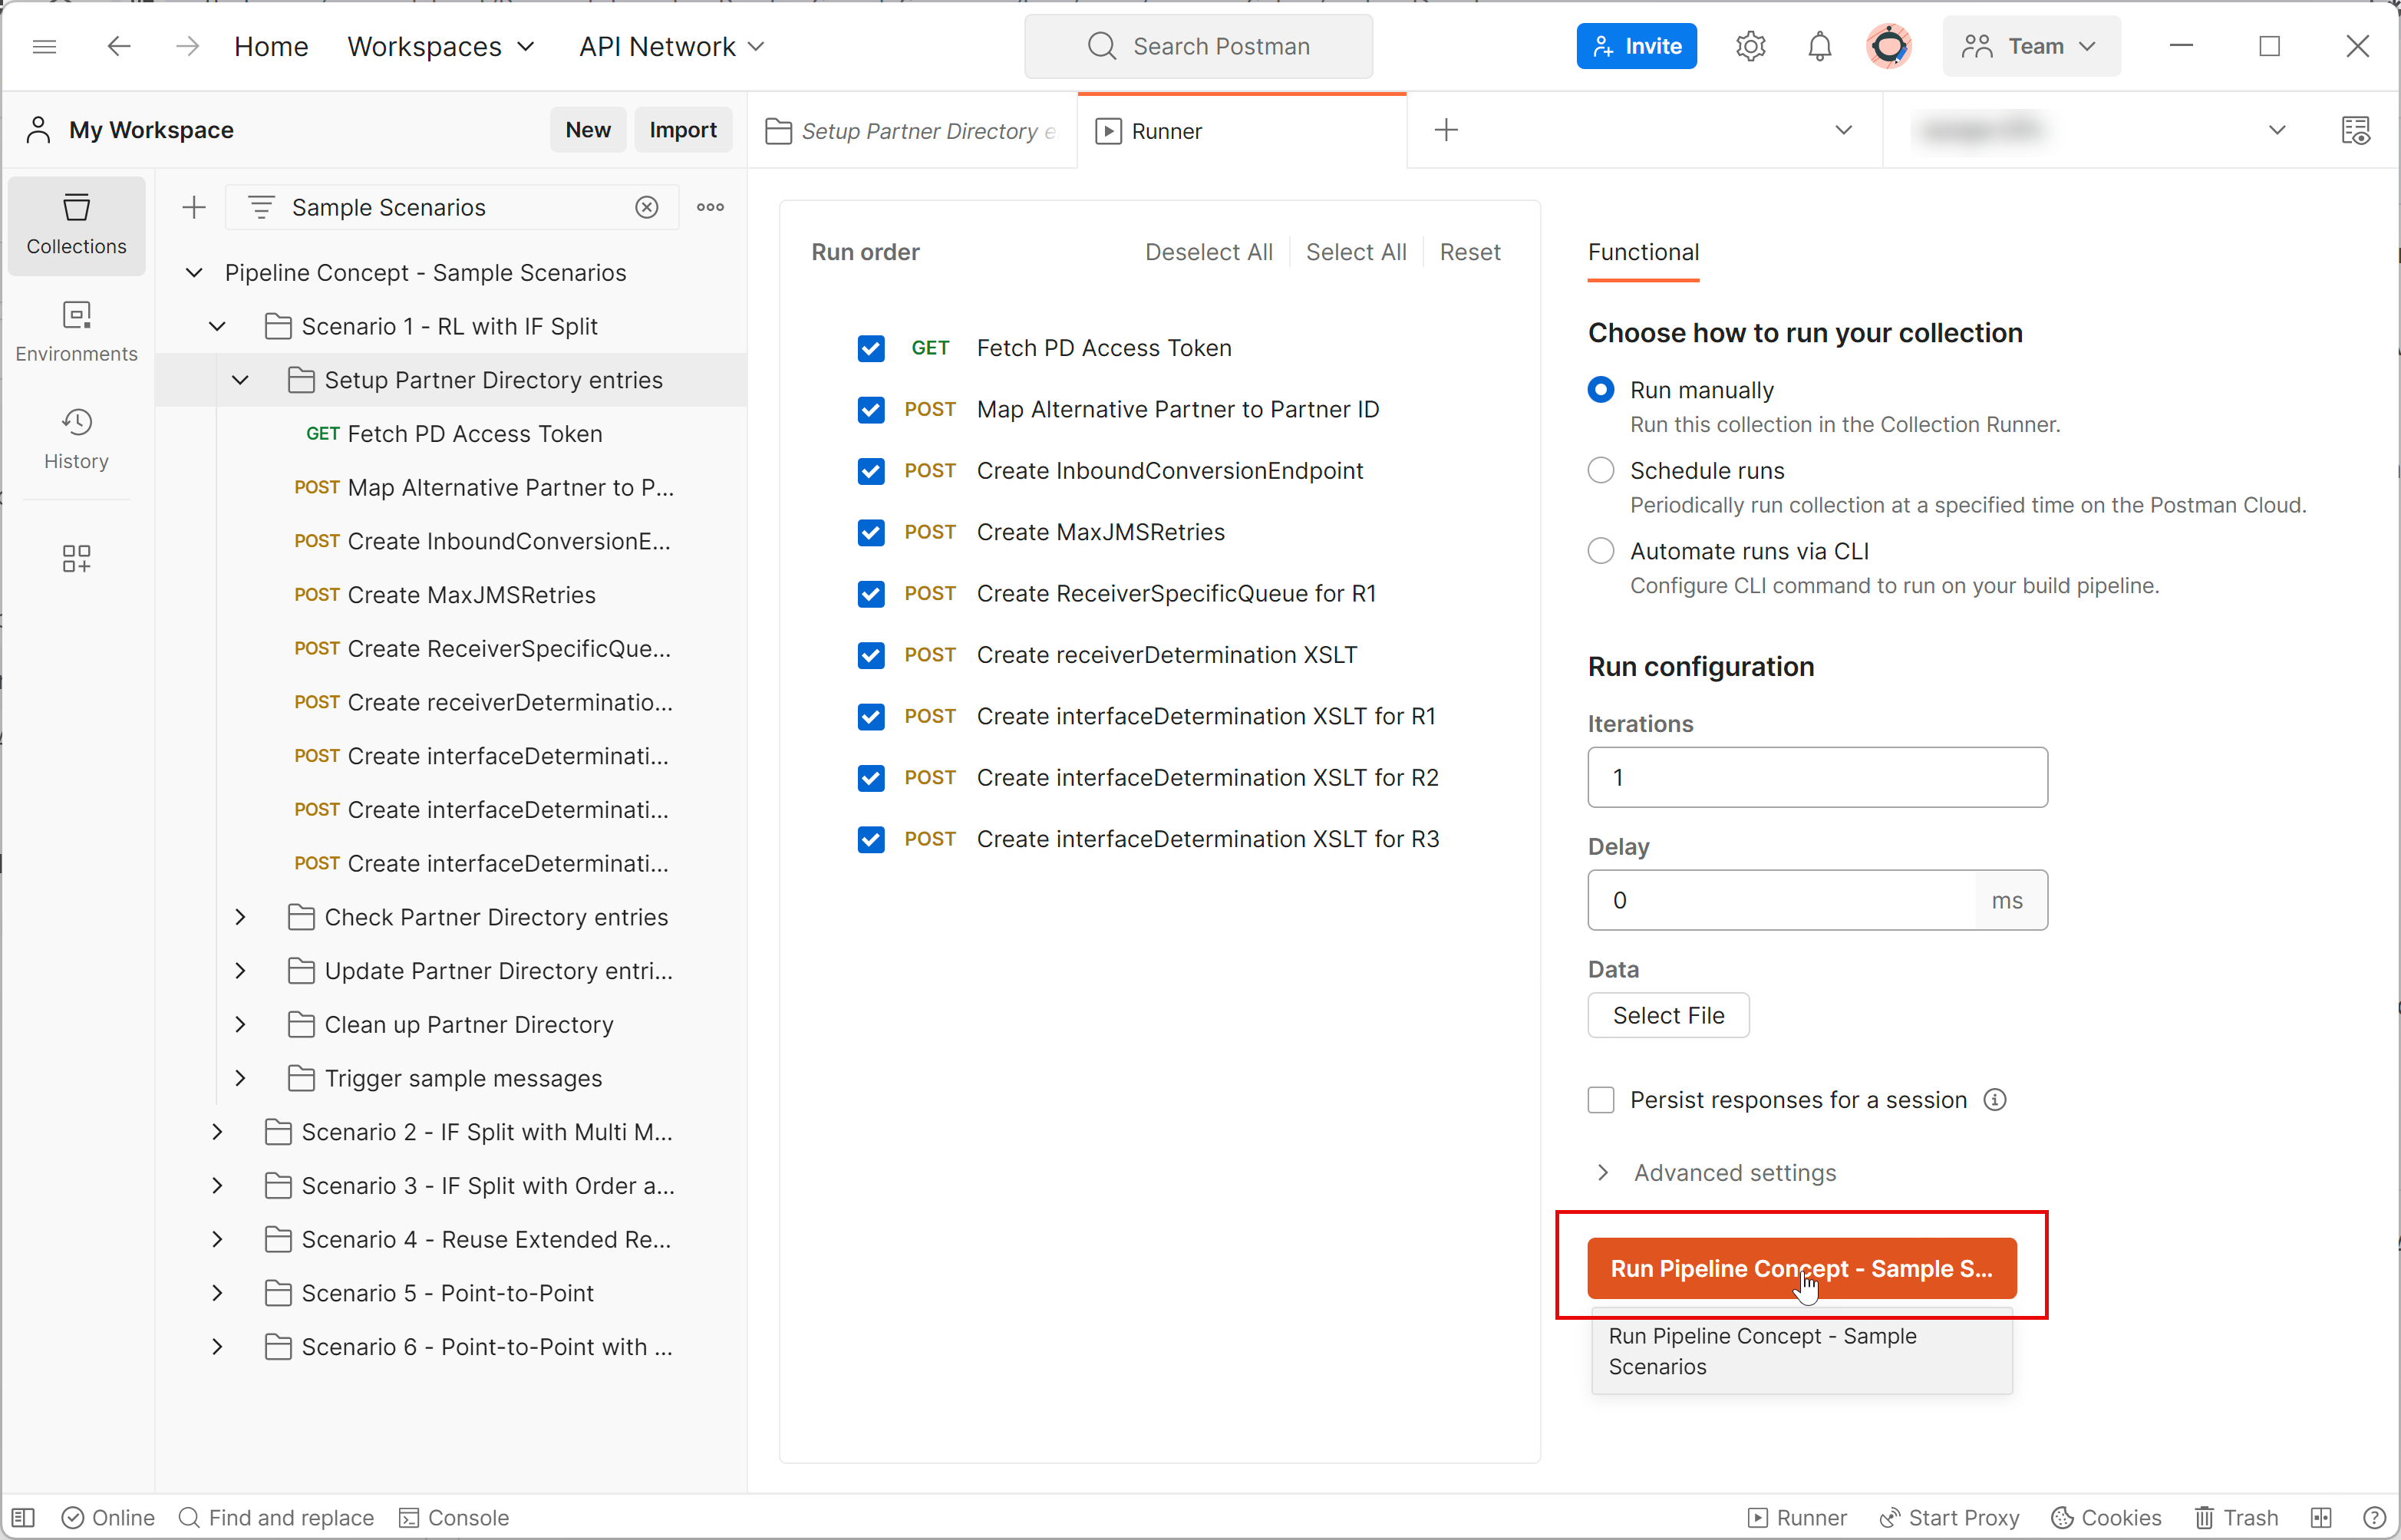 Home Workspaces API Network Search Postman Invite Team
My Workspace New Import Setup Partner Directory e Runner
Collections
Environments
History
Sample Scenarios
Pipeline Concept - Sample Scenarios
Scenario 1 - RL with IF Split
Setup Partner Directory entries
GET Fetch PD Access Token
POST Map Alternative Partner to P...
POST Create InboundConversionE...
POST Create MaxJMSRetries
POST Create ReceiverSpecificQue...
POST Create receiverDeterminatio...
POST Create interfaceDeterminati...
POST Create interfaceDeterminati...
POST Create interfaceDeterminati...
Check Partner Directory entries
Update Partner Directory entri...
Clean up Partner Directory
Trigger sample messages
Scenario 2 - IF Split with Multi M...
Scenario 3 - IF Split with Order a...
Scenario 4 - Reuse Extended Re...
Scenario 5 - Point-to-Point
Scenario 6 - Point-to-Point with ...
Run order Deselect All Select All Reset
GET Fetch PD Access Token
POST Map Alternative Partner to Partner ID
POST Create InboundConversionEndpoint
POST Create MaxJMSRetries
POST Create ReceiverSpecificQueue for R1
POST Create receiverDetermination XSLT
POST Create interfaceDetermination XSLT for R1
POST Create interfaceDetermination XSLT for R2
POST Create interfaceDetermination XSLT for R3
Functional
Choose how to run your collection
Run manually
Run this collection in the Collection Runner.
Schedule runs
Periodically run collection at a specified time on the Postman Cloud.
Automate runs via CLI
Configure CLI command to run on your build pipeline.
Run configuration
Iterations
1
Delay
0 ms
Data
Select File
Persist responses for a session
Advanced settings
Run Pipeline Concept - Sample S...
Run Pipeline Concept - Sample
Scenarios
Online Find and replace Console Runner Start Proxy Cookies Trash